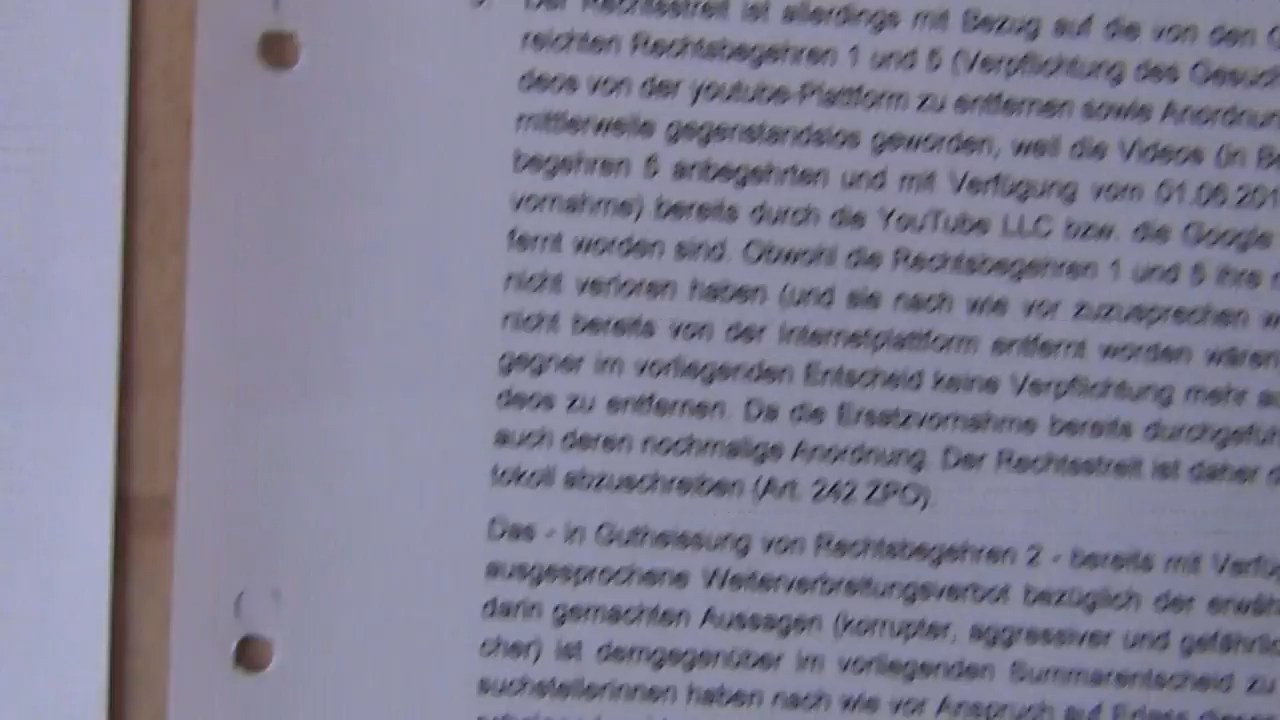 Der Rechtsstreit ist allerdings mit Bezug auf die von den
reichten Rechtsbegehren 1 und 5 (Verpflichtung des
deos von der youtube-Plattform zu entfernen sowie
mittlerweile gegenstandslos geworden, weil die Videos (in
begehren 5 anbegehrten und mit Verfügung vom
vornahme) bereits durch die YouTube LLC bzw. die Google
fernt worden sind. Obwohl die Rechtsbegehren 1 und 5 ihre
nicht verloren haben (und sie nach wie vor zuzusprechen
nicht bereits von der Internetplattform entfernt worden wären
gegner im vorliegenden Entscheid keine Verpflichtung mehr
deos zu entfernen. Da die Ersatzvornahme bereits
auch deren nochmalige Anordnung. Der Rechtsstreit ist daher
tokoll abzuschreiben (Art. 242 ZPO).
Das - in Gutheissung von Rechtsbegehren 2 - bereits mit
ausgesprochene Weiterverbreitungsverbot bezüglich der
darin gemachten Aussagen (korrupter, aggressiver und
cher) ist demgegenüber im vorliegenden Summarentscheid zu
suchstellerinnen haben nach wie vor Anspruch auf Erlass